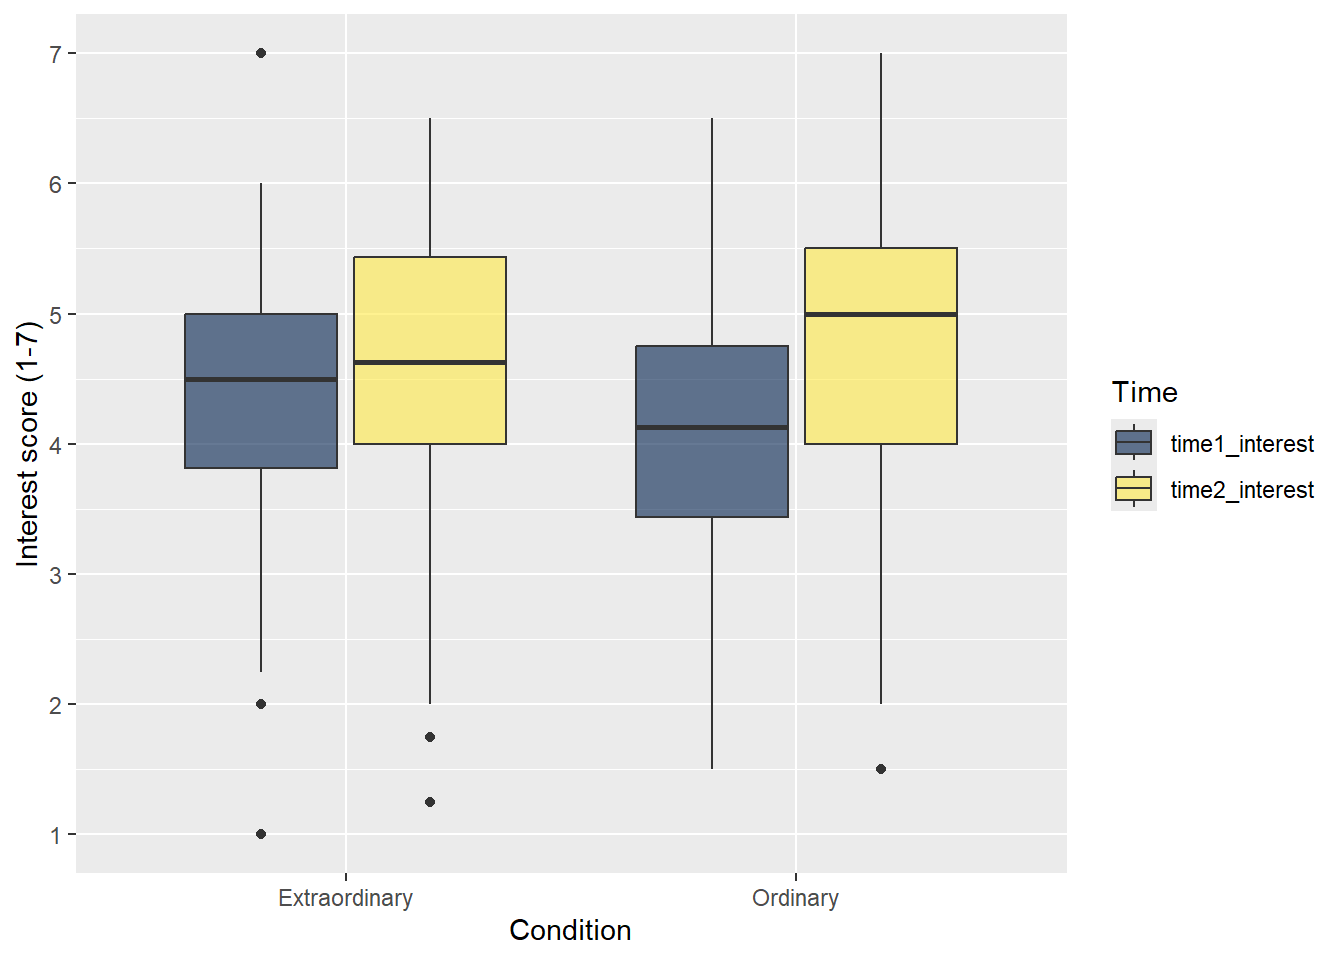 Interest score (1-7)
7
6
5
4
3
2
1
Extraordinary
Ordinary
Condition
Time
time1_interest
time2_interest